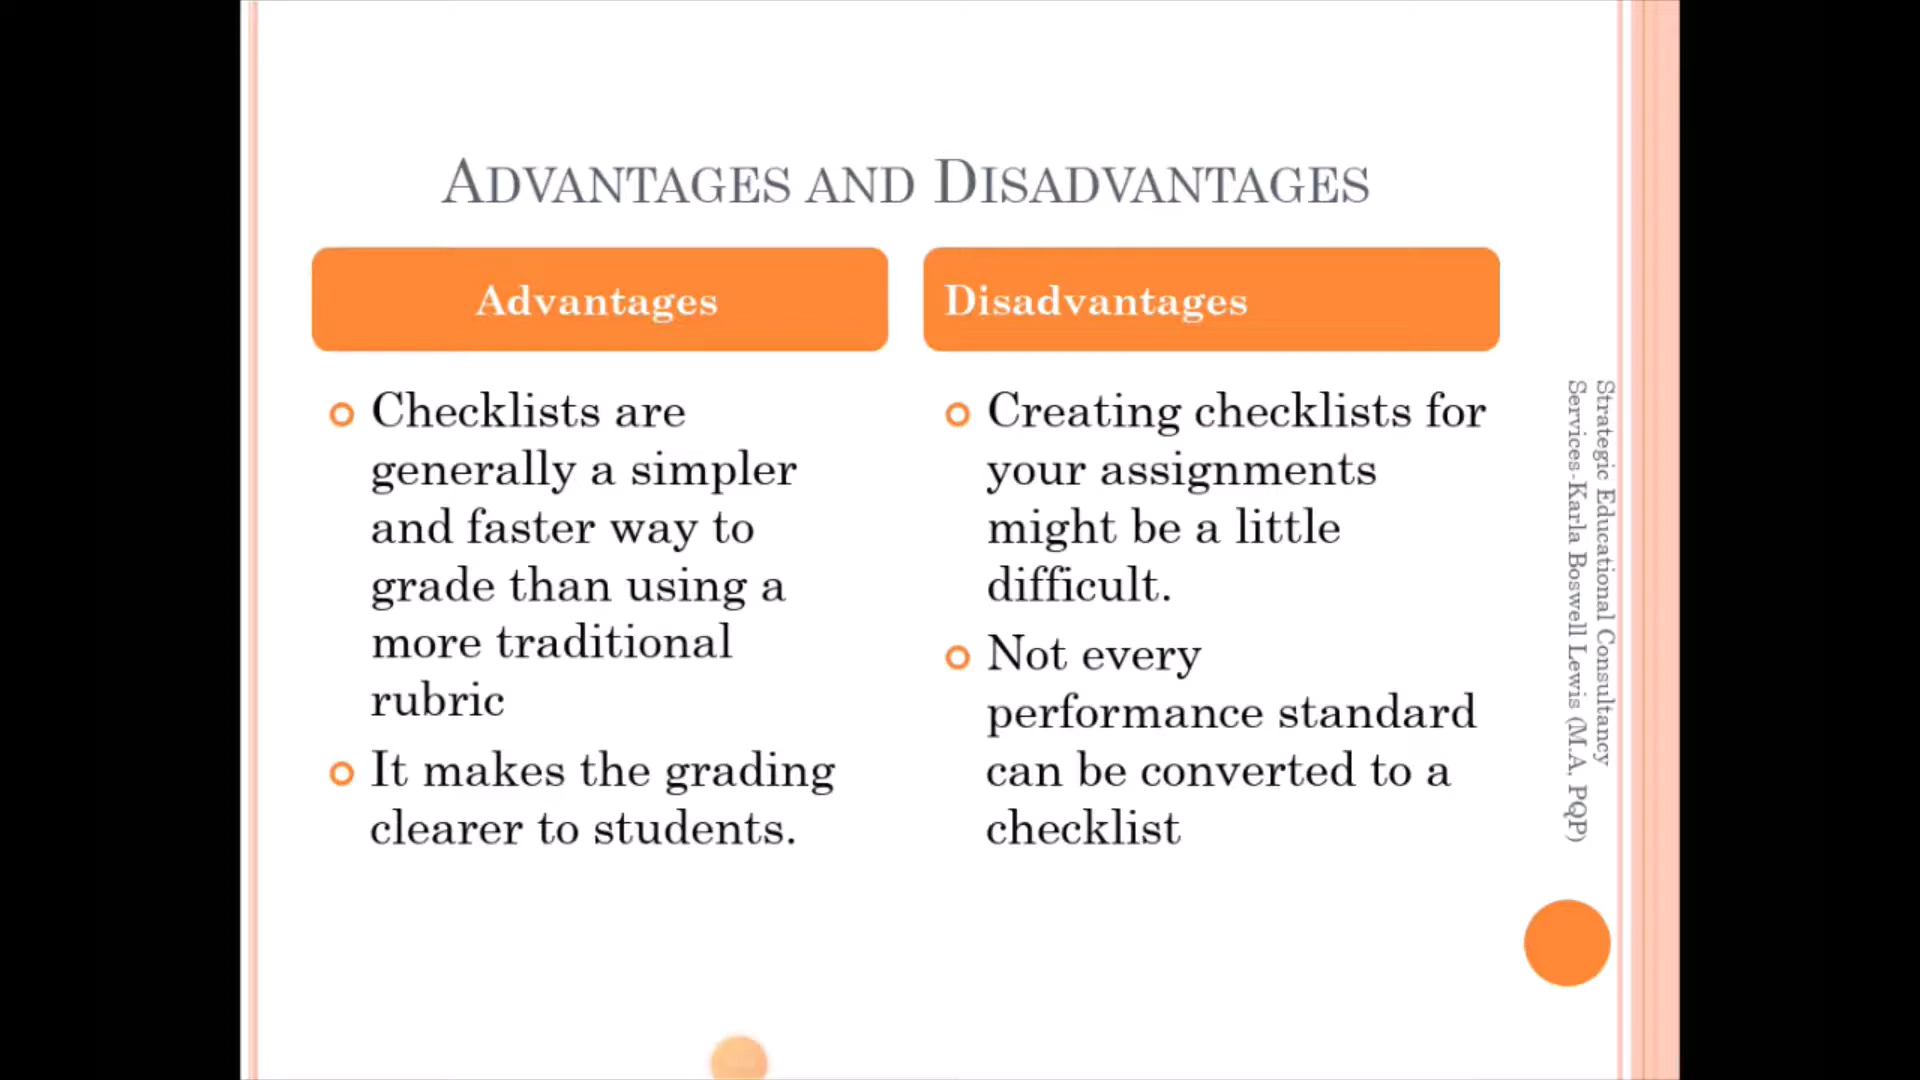 ADVANTAGES AND DISADVANTAGES
Advantages
Checklists are
generally a simpler
and faster way to
grade than using a
more traditional
rubric
It makes the grading
clearer to students.
Disadvantages
Creating checklists for
your assignments
might be a little
difficult.
Not every
performance standard
can be converted to a
checklist
Strategic Educational Consultancy
Services-Karla Boswell Lewis (M.A, PQP)